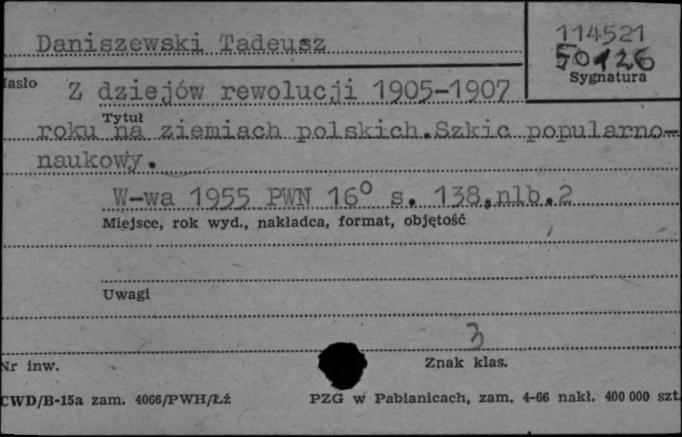 114521
Daniszewski Tadeusz
50126
Sygnatura
Hasło
Z dziejów rewolucji 1905-1907
Tytuł
roku na ziemiach polskich.Szkic popularno-
naukowy.
W-wa 1955 PWN 16° s. 138,nlb.2
Miejsce, rok wyd., nakładca, format, objętość
Uwagi
3
Nr inw.
Znak klas.
CWD/B-15a zam. 4066/PWH/Łź
PZG w Pabianicach, zam. 4-66 nakł. 400 000 szt.